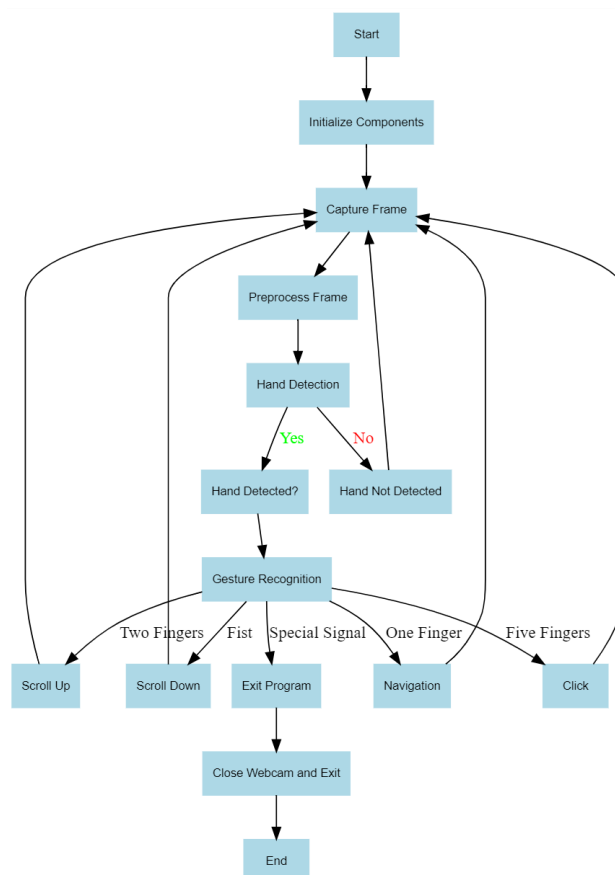 Start
Initialize Components
Capture Frame
Preprocess Frame
Hand Detection
Yes
No
Hand Detected?
Hand Not Detected
Gesture Recognition
Two Fingers
Fist
Special Signal
One Finger
Five Fingers
Scroll Up
Scroll Down
Exit Program
Navigation
Click
Close Webcam and Exit
End